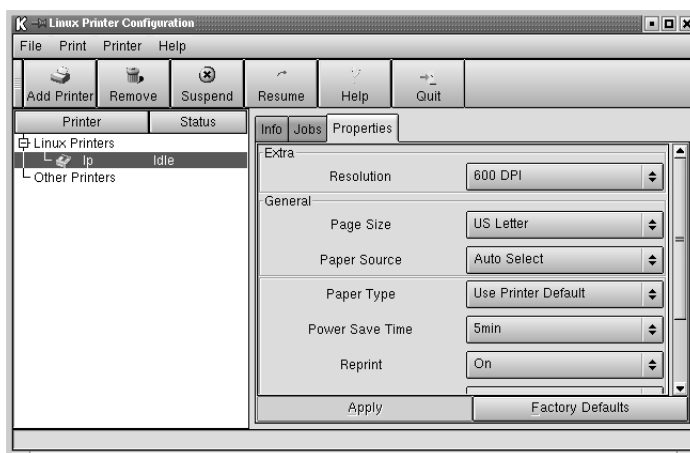 Linux Printer Configuration
File Print Printer Help
Add Printer Remove Suspend Resume Help Quit
Printer Status
Linux Printers
lp Idle
Other Printers
Info Jobs Properties
Extra
Resolution 600 DPI
General
Page Size US Letter
Paper Source Auto Select
Paper Type Use Printer Default
Power Save Time 5min
Reprint On
Apply Factory Defaults